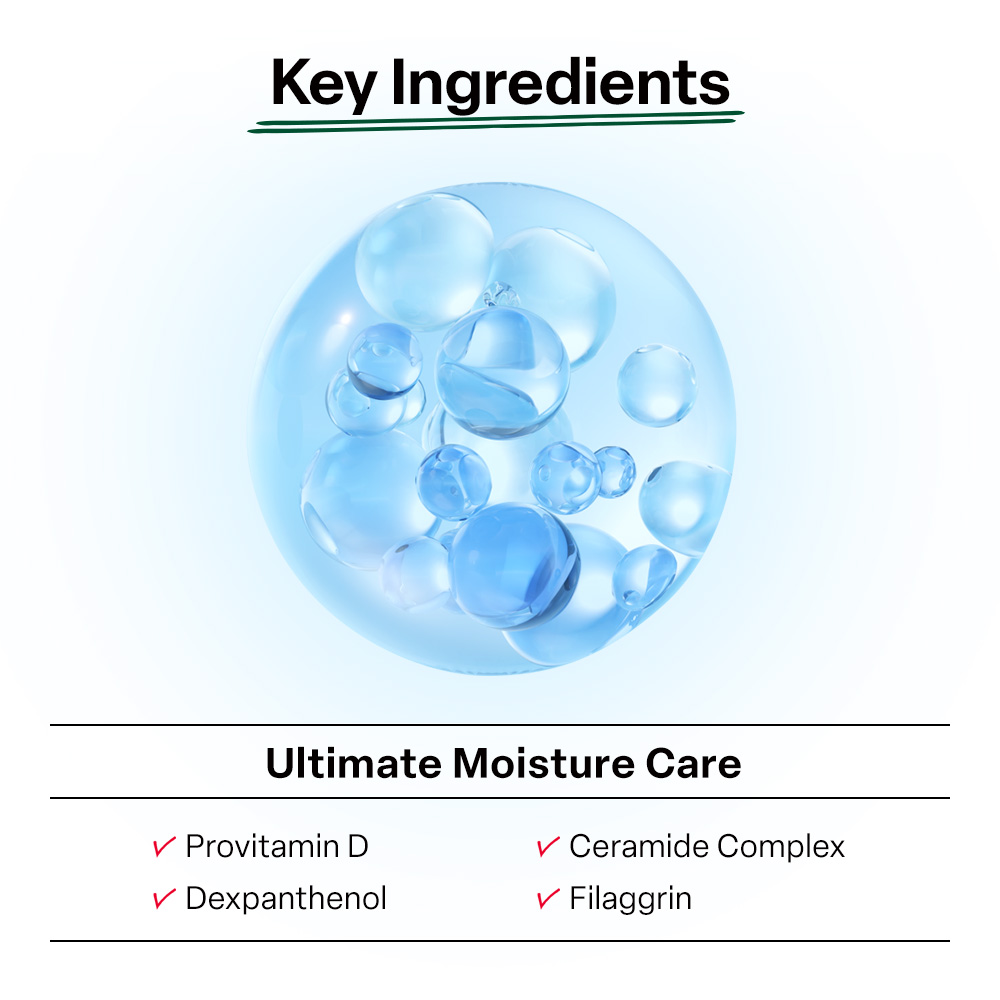 Key Ingredients
Ultimate Moisture Care
Provitamin D
Ceramide Complex
Dexpanthenol
Filaggrin